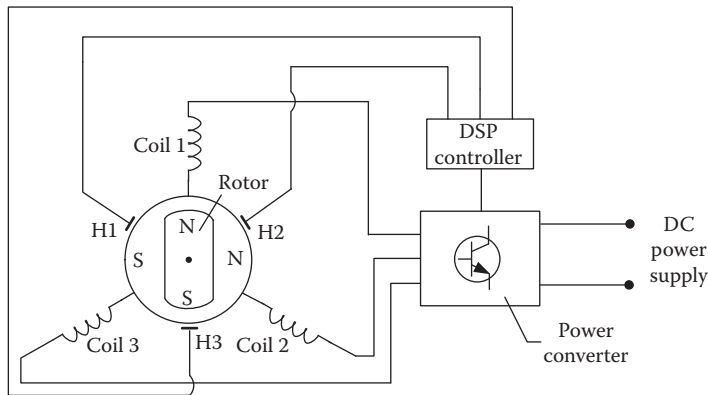 DSP
controller
Coil 1
Rotor
H1
N
H2
S
N
S
DC
power
supply
Coil 3
H3
Coil 2
Power
converter